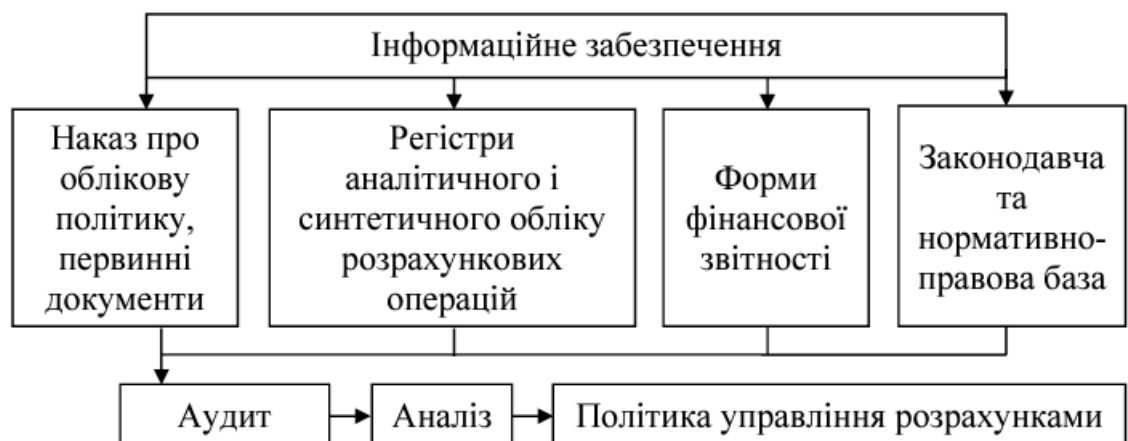 Інформаційне забезпечення
Наказ про
облікову
політику,
первинні
документи
Регістри
аналітичного і
синтетичного обліку
розрахункових
операцій
Форми
фінансової
звітності
Законодавча
та
нормативно-
правова база
Аудит
Аналіз
Політика управління розрахунками